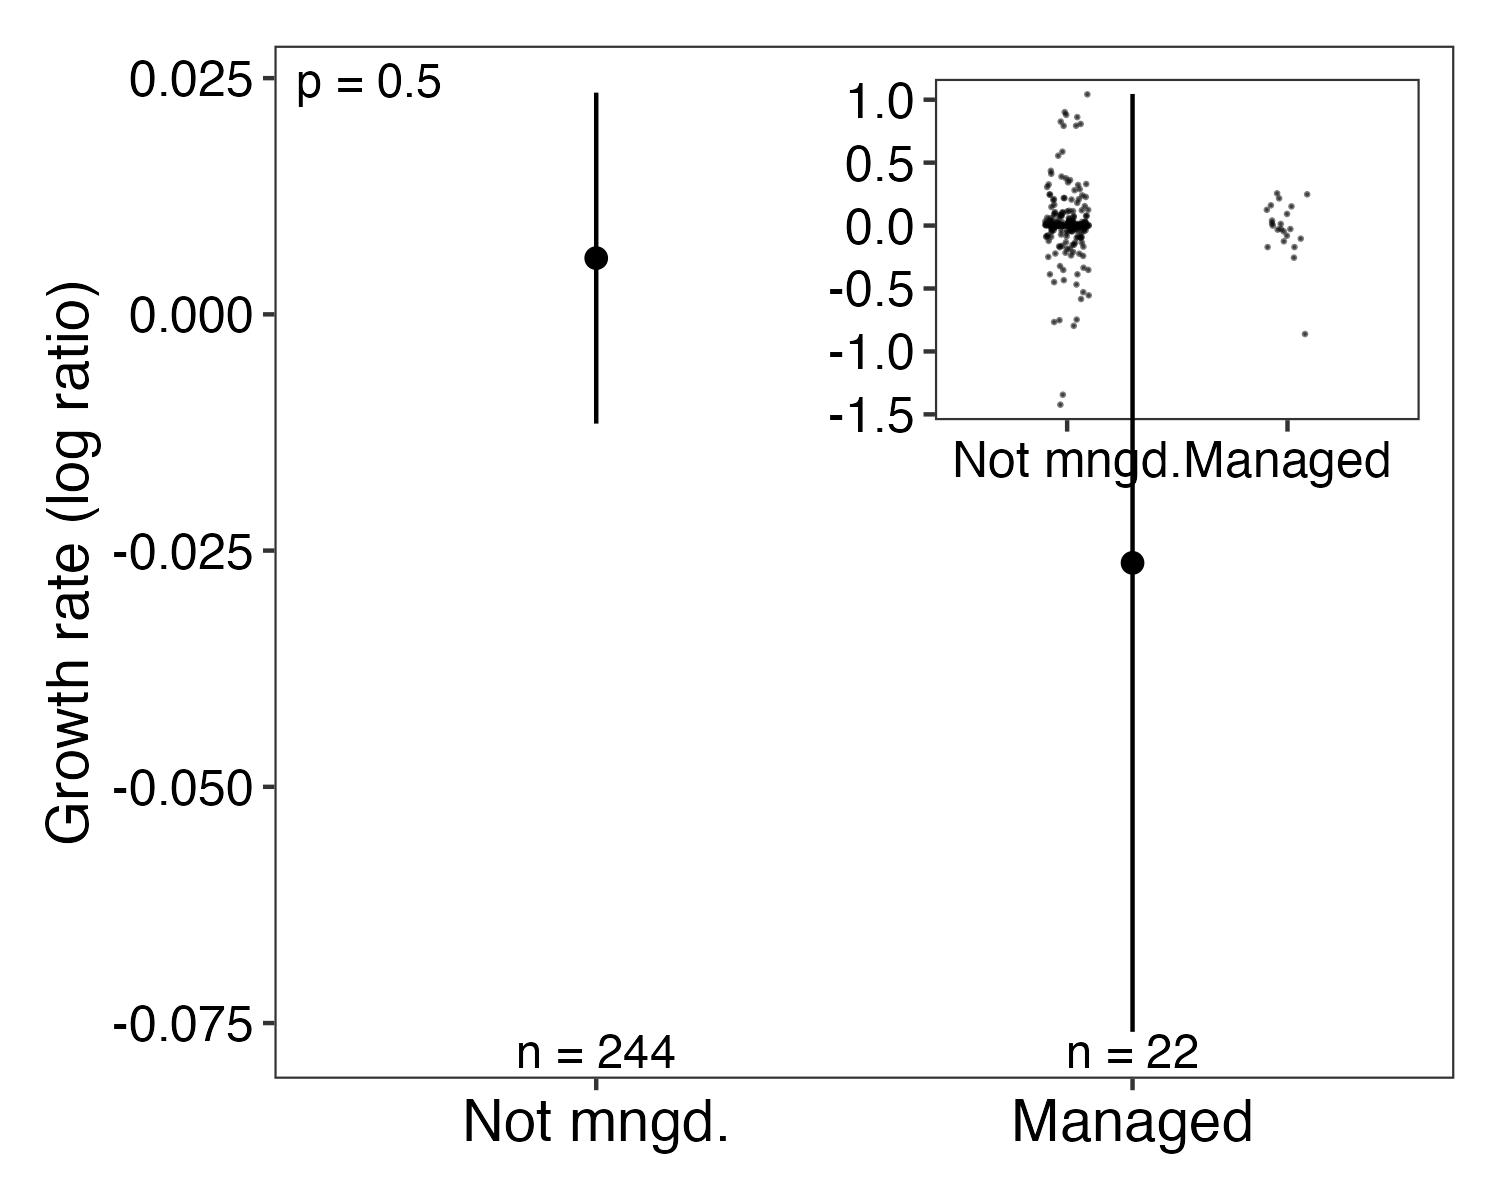 Growth rate (log ratio)
0.025
0.000
-0.025
-0.050
-0.075
p = 0.5
1.0
0.5
0.0
-0.5
-1.0
-1.5
Not mngd. Managed
n = 244 n = 22
Not mngd. Managed